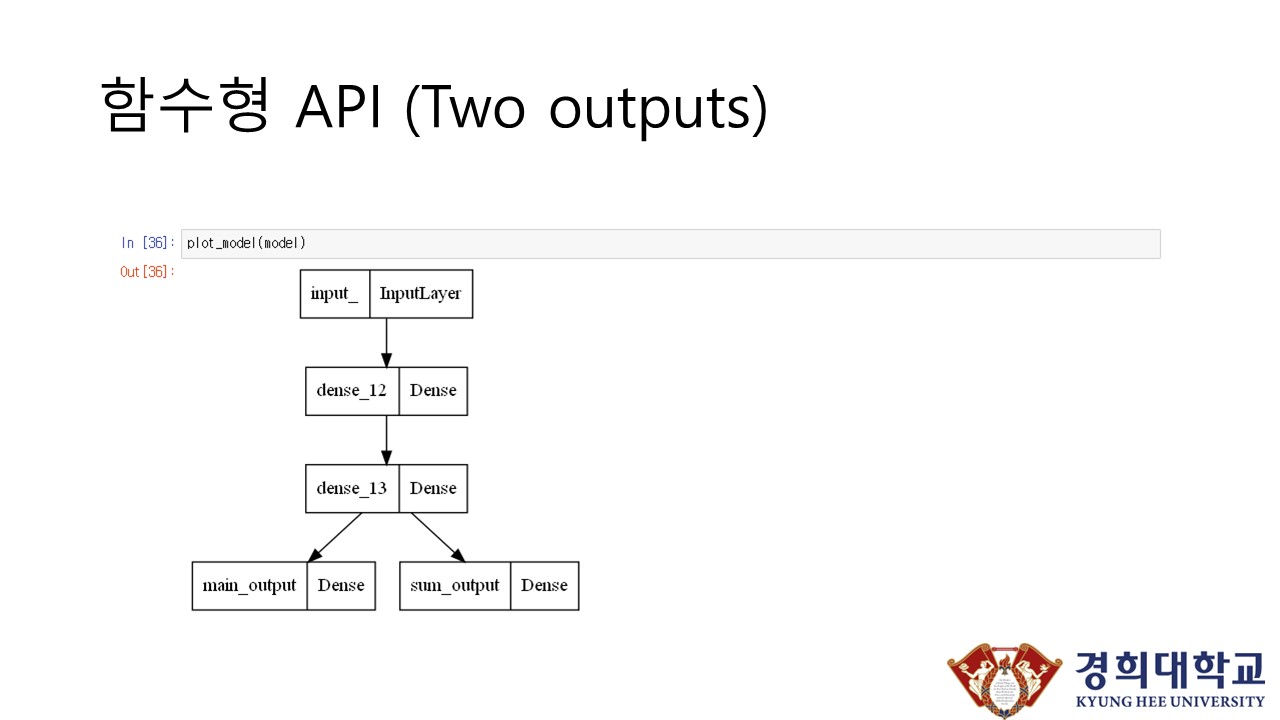 함수형 API (Two outputs)
In [36]: plot_model(model)
Out[36]:
input_ InputLayer
dense_12 Dense
dense_13 Dense
main_output Dense sum_output Dense
경희대학교
KYUNG HEE UNIVERSITY